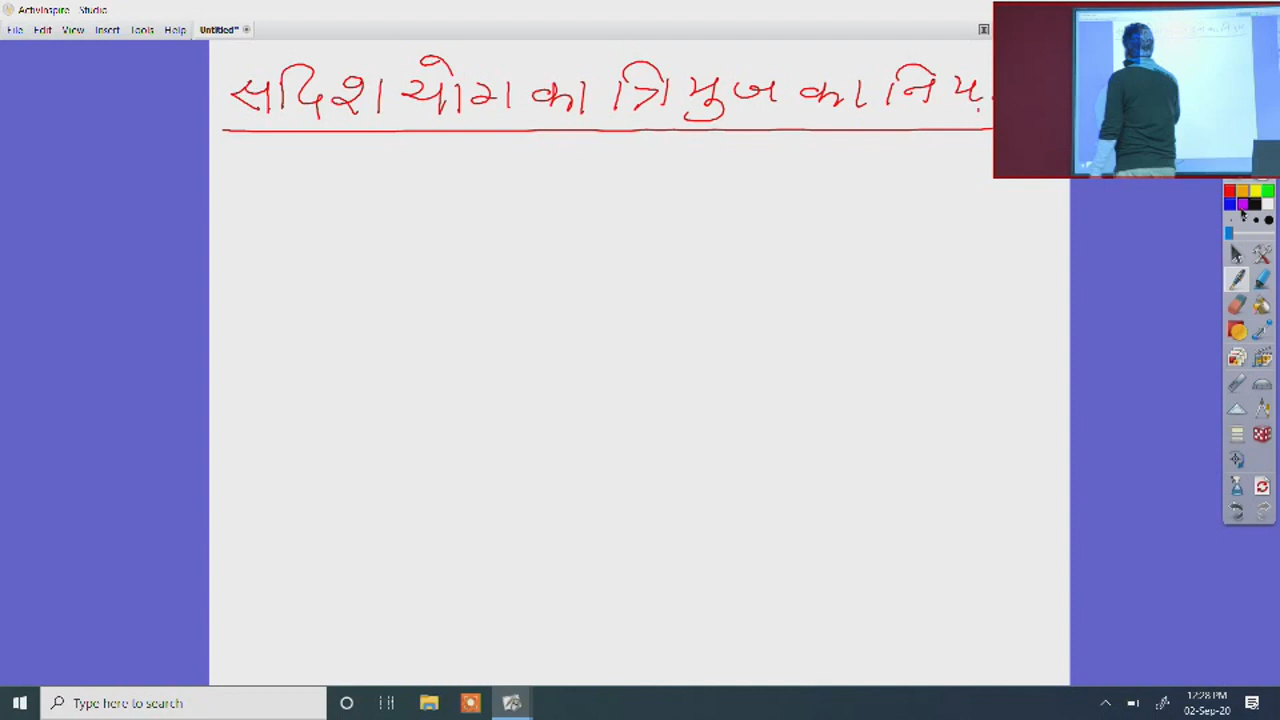 ActivInspire - Studio
File Edit View Insert Tools Help Untitled*
सदिश योग का त्रिभुज का
Type here to search
12:28 PM
02-Sep-20